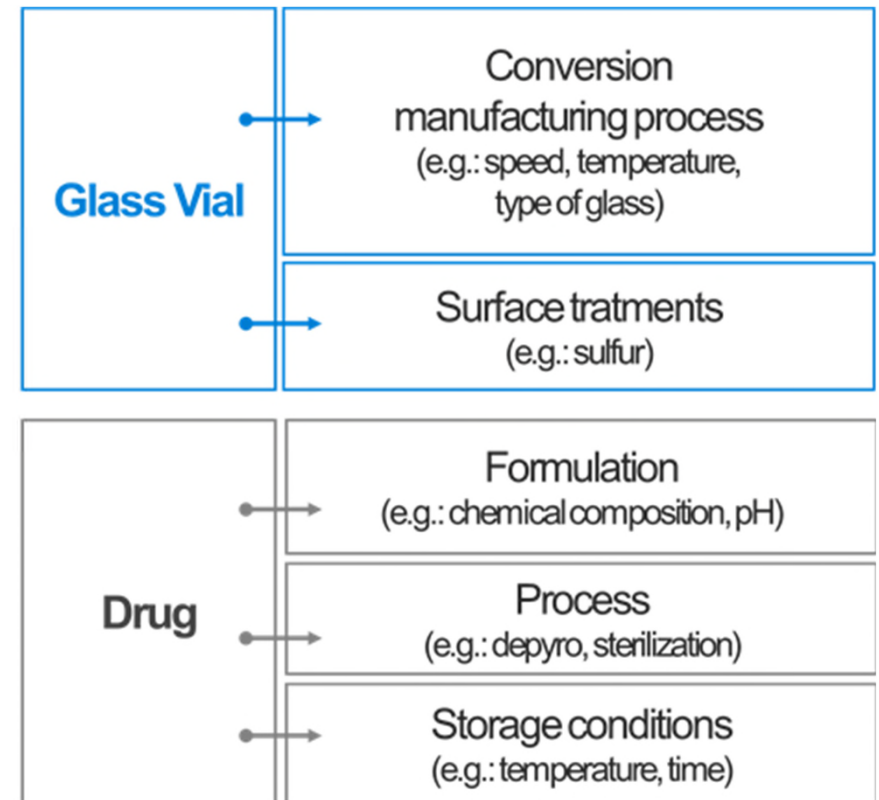 Glass Vial
Conversion
manufacturing process
(e.g.: speed, temperature,
type of glass)
Surface tratments
(e.g.: sulfur)
Drug
Formulation
(e.g.: chemical composition, pH)
Process
(e.g.: depyro, sterilization)
Storage conditions
(e.g.: temperature, time)